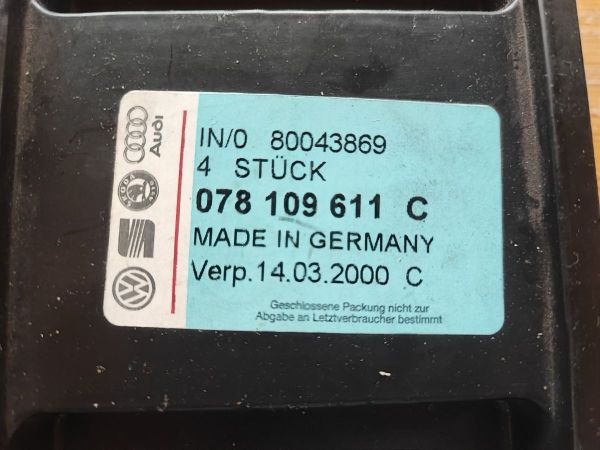 Audi
SKODA
IN/0 80043869
4 STÜCK
078 109 611 C
MADE IN GERMANY
Verp.14.03.2000 C
Geschlossene Packung nicht zur
Abgabe an Letztverbraucher bestimmt